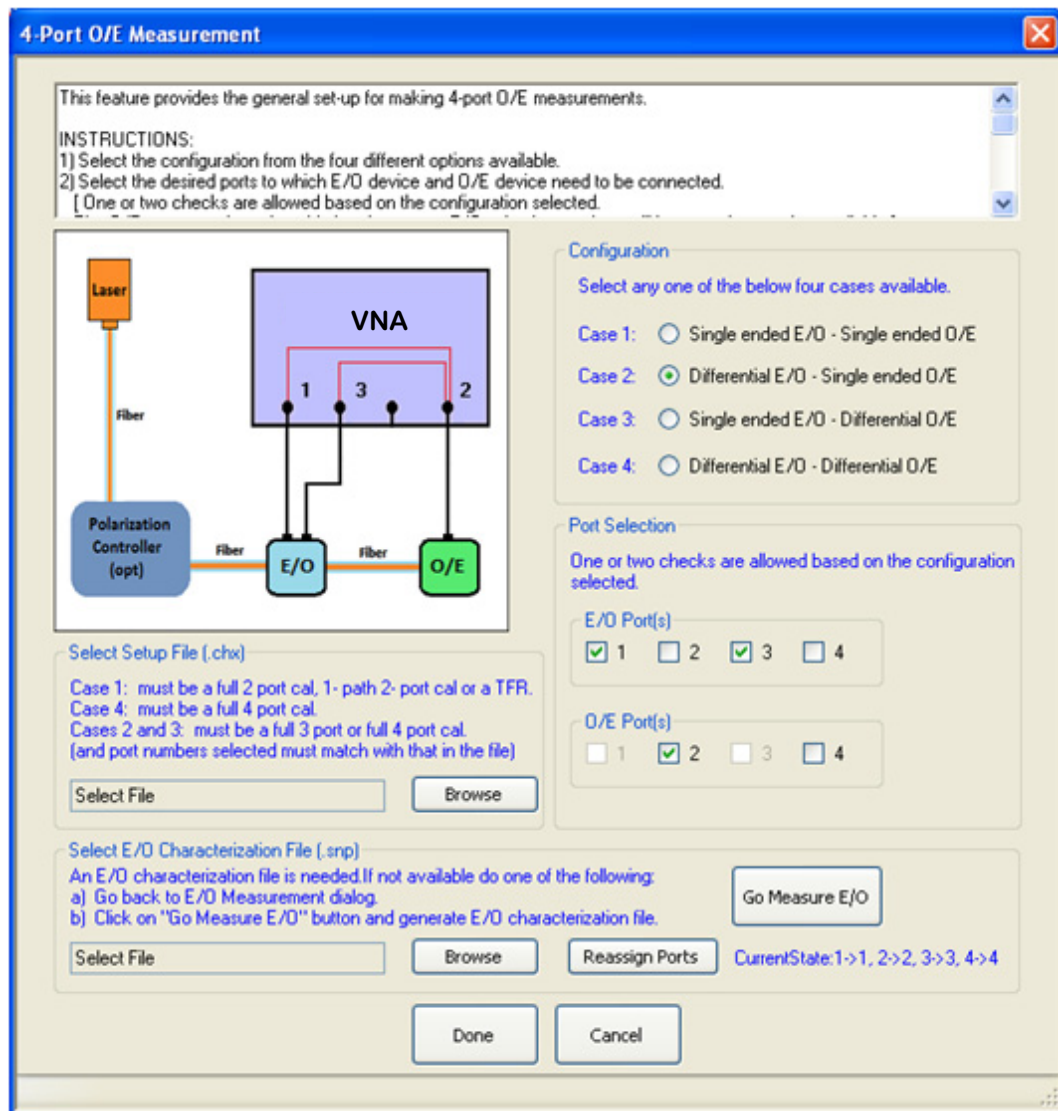 4-Port O/E Measurement
This feature provides the general set-up for making 4-port O/E measurements.
INSTRUCTIONS:
1) Select the configuration from the four different options available.
2) Select the desired ports to which E/O device and O/E device need to be connected.
[ One or two checks are allowed based on the configuration selected.
Laser
Fiber
VNA
1 3 2
Polarization
Controller
(opt)
Fiber
E/O
Fiber
O/E
Configuration
Select any one of the below four cases available.
Case 1: Single ended E/O - Single ended O/E
Case 2: Differential E/O - Single ended O/E
Case 3: Single ended E/O - Differential O/E
Case 4: Differential E/O - Differential O/E
Port Selection
One or two checks are allowed based on the configuration
selected.
E/O Port(s)
1 2 3 4
O/E Port(s)
1 2 3 4
Select Setup File (.chx)
Case 1: must be a full 2 port cal, 1- path 2- port cal or a TFR.
Case 4: must be a full 4 port cal.
Cases 2 and 3: must be a full 3 port or full 4 port cal.
(and port numbers selected must match with that in the file)
Select File
Browse
Select E/O Characterization File (.snp)
An E/O characterization file is needed.If not available do one of the following:
a) Go back to E/O Measurement dialog.
b) Click on "Go Measure E/O" button and generate E/O characterization file.
Go Measure E/O
Select File
Browse
Reassign Ports
CurrentState:1->1, 2->2, 3->3, 4->4
Done
Cancel